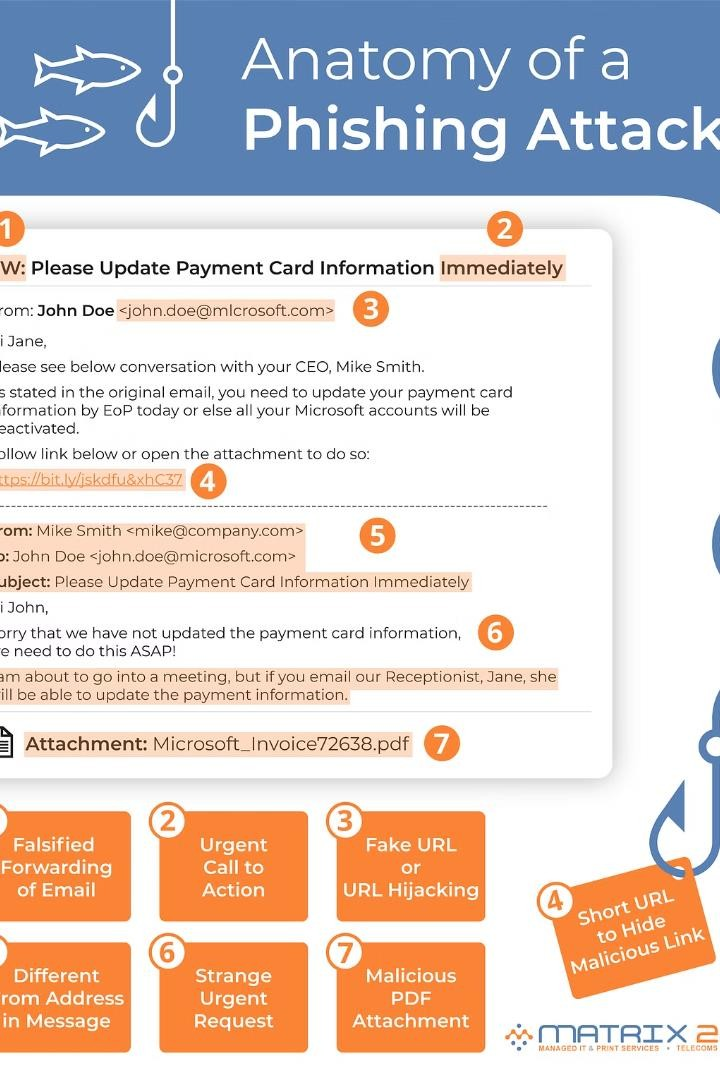 Anatomy of a
Phishing Attack
1
2
W: Please Update Payment Card Information Immediately
rom: John Doe <john.doe@mlcrosoft.com>
3
i Jane,
lease see below conversation with your CEO, Mike Smith.
s stated in the original email, you need to update your payment card
nformation by EoP today or else all your Microsoft accounts will be
eactivated.
ollow link below or open the attachment to do so:
ttps://bit.ly/jskdfu&xhC37
4
rom: Mike Smith <mike@company.com>
5
o: John Doe <john.doe@microsoft.com>
ubject: Please Update Payment Card Information Immediately
i John,
orry that we have not updated the payment card information,
e need to do this ASAP!
6
am about to go into a meeting, but if you email our Receptionist, Jane, she
ill be able to update the payment information.
Attachment: Microsoft_Invoice72638.pdf
7
Falsified
Forwarding
of Email
2
Urgent
Call to
Action
3
Fake URL
or
URL Hijacking
4
Short URL
to Hide
Malicious Link
Different
rom Address
in Message
6
Strange
Urgent
Request
7
Malicious
PDF
Attachment
MATRIX 2
MANAGED IT & PRINT SERVICES • TELECOMS